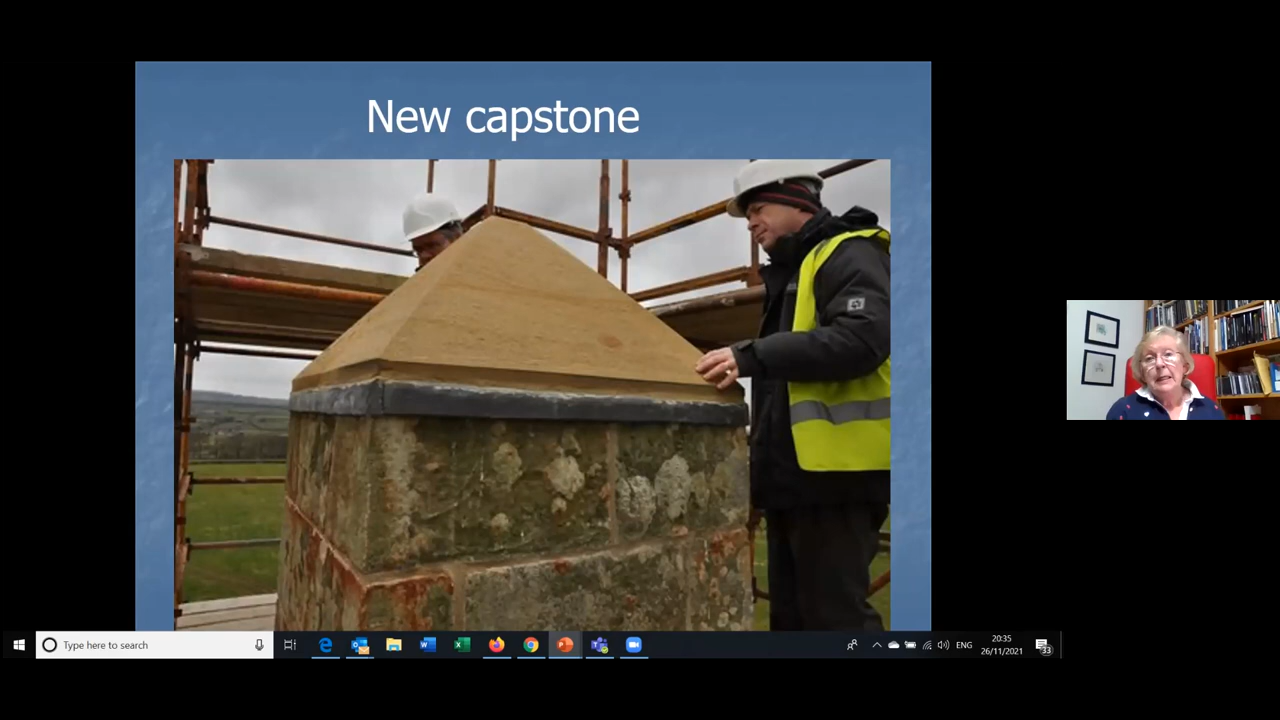 New capstone
Type here to search
ENG
20:35
26/11/2021
33